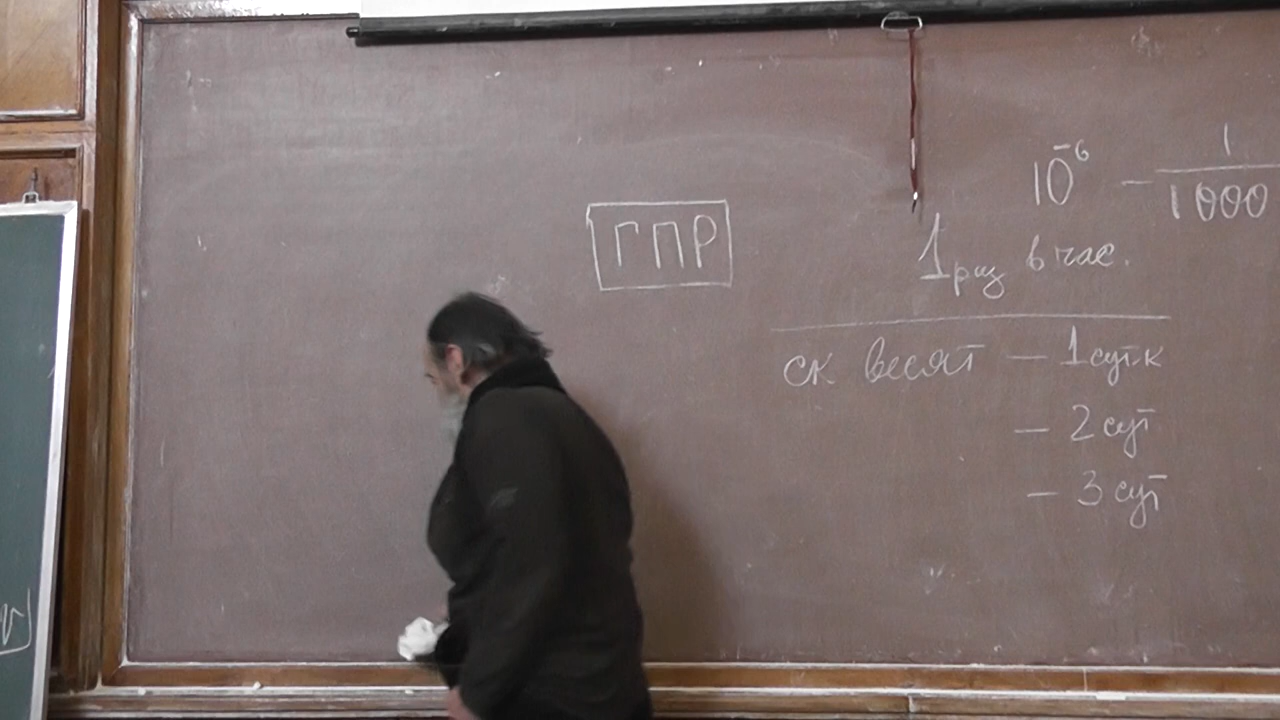 ГПР
10⁻⁶ — 1/1000
1 раз в час.
ск весят — 1 сут.к
— 2 сут
— 3 сут